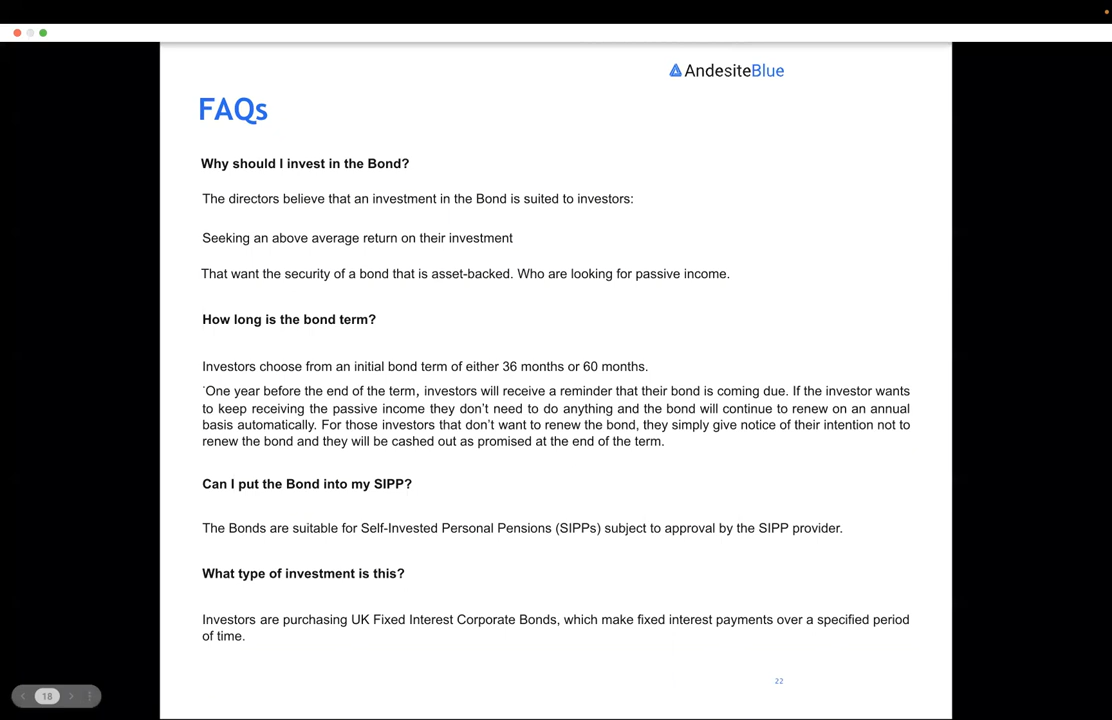 AndesiteBlue
FAQs
Why should I invest in the Bond?
The directors believe that an investment in the Bond is suited to investors:
Seeking an above average return on their investment
That want the security of a bond that is asset-backed. Who are looking for passive income.
How long is the bond term?
Investors choose from an initial bond term of either 36 months or 60 months.
`One year before the end of the term, investors will receive a reminder that their bond is coming due. If the investor wants
to keep receiving the passive income they don't need to do anything and the bond will continue to renew on an annual
basis automatically. For those investors that don't want to renew the bond, they simply give notice of their intention not to
renew the bond and they will be cashed out as promised at the end of the term.
Can I put the Bond into my SIPP?
The Bonds are suitable for Self-Invested Personal Pensions (SIPPs) subject to approval by the SIPP provider.
What type of investment is this?
Investors are purchasing UK Fixed Interest Corporate Bonds, which make fixed interest payments over a specified period
of time.
22
18